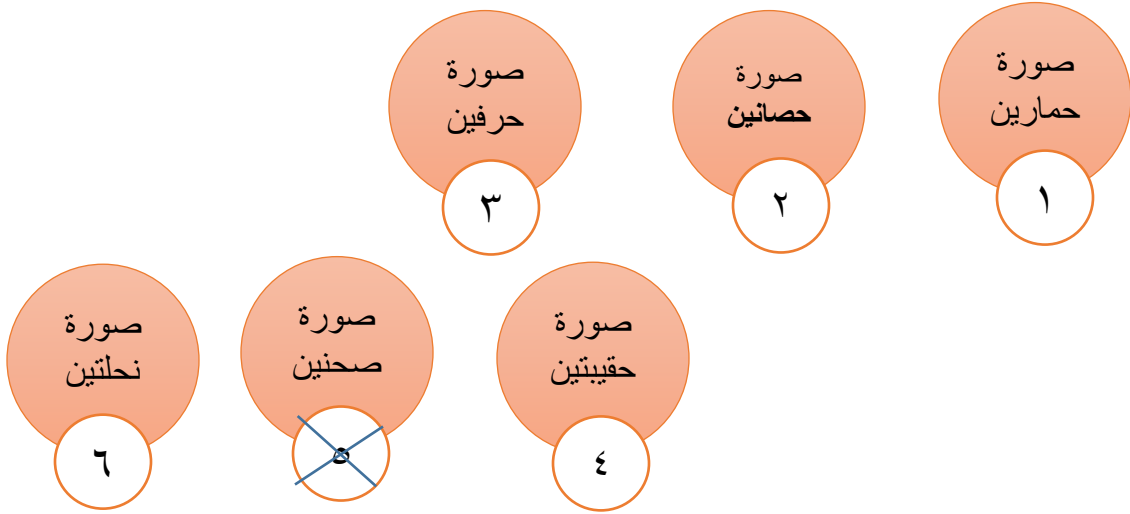 صورة
حمارين
١
صورة
حصانين
٢
صورة
حرفين
٣
صورة
حقيبتين
٤
صورة
صحنين
٥
صورة
نحلتين
٦